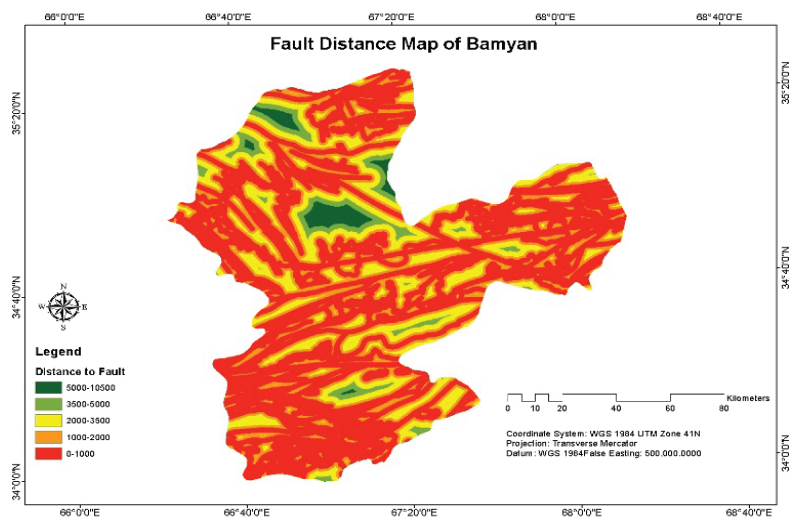 66°0'0"E 66°40'0"E 67°20'0"E 68°0'0"E 67°40'0"E
Fault Distance Map of Bamyan
35°20'0"N 35°20'0"N
34°40'0"N 34°40'0"N
34°0'0"N 34°0'0"N
N
W E
S
Legend
Distance to Fault
5000-10500
3500-5000
2000-3500
1000-2000
0-1000
Kilometers
0 10 20 40 60 80
Coordinate System: WGS 1984 UTM Zone 41N
Projection: Transverse Mercator
Datum: WGS 1984False Easting: 500,000.0000
66°0'0"E 66°40'0"E 67°20'0"E 68°0'0"E 68°40'0"E